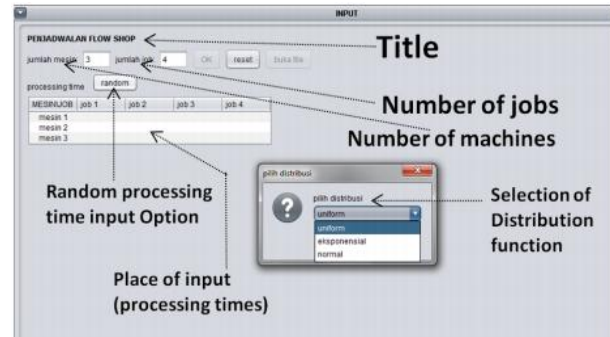 INPUT
PENJADWALAN FLOW SHOP
Title
jumlah mesin 3 jumlah job 4 OK reset buka file
processing time random
Number of jobs
MESIN/JOB job 1 job 2 job 3 job 4
mesin 1
mesin 2
mesin 3
Number of machines
pilih distribusi
pilih distribusi
uniform
uniform
eksponensial
normal
Selection of
Distribution
function
Random processing
time input Option
Place of input
(processing times)